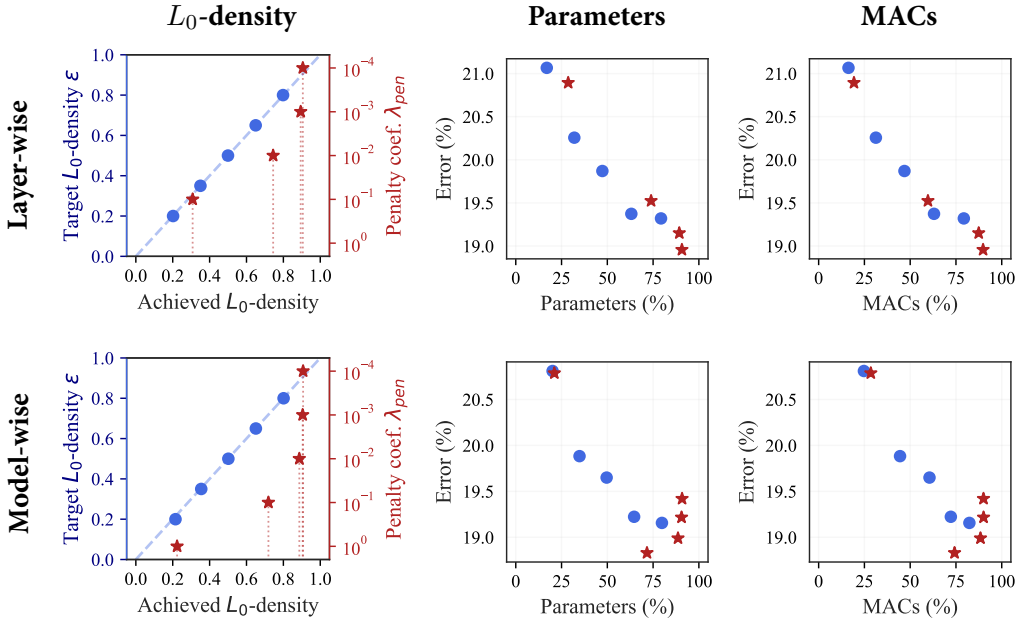 L₀-density
Parameters
MACs
Layer-wise
Target L₀-density ε
1.0
0.8
0.6
0.4
0.2
0.0
0.0 0.2 0.4 0.6 0.8 1.0
Achieved L₀-density
10⁻⁴
10⁻³
10⁻²
10⁻¹
10⁰
Penalty coef. λₚₑₙ
Error (%)
21.0
20.5
20.0
19.5
19.0
0 25 50 75 100
Parameters (%)
Error (%)
21.0
20.5
20.0
19.5
19.0
0 25 50 75 100
MACs (%)
Model-wise
Target L₀-density ε
1.0
0.8
0.6
0.4
0.2
0.0
0.0 0.2 0.4 0.6 0.8 1.0
Achieved L₀-density
10⁻⁴
10⁻³
10⁻²
10⁻¹
10⁰
Penalty coef. λₚₑₙ
Error (%)
20.5
20.0
19.5
19.0
0 25 50 75 100
Parameters (%)
Error (%)
20.5
20.0
19.5
19.0
0 25 50 75 100
MACs (%)